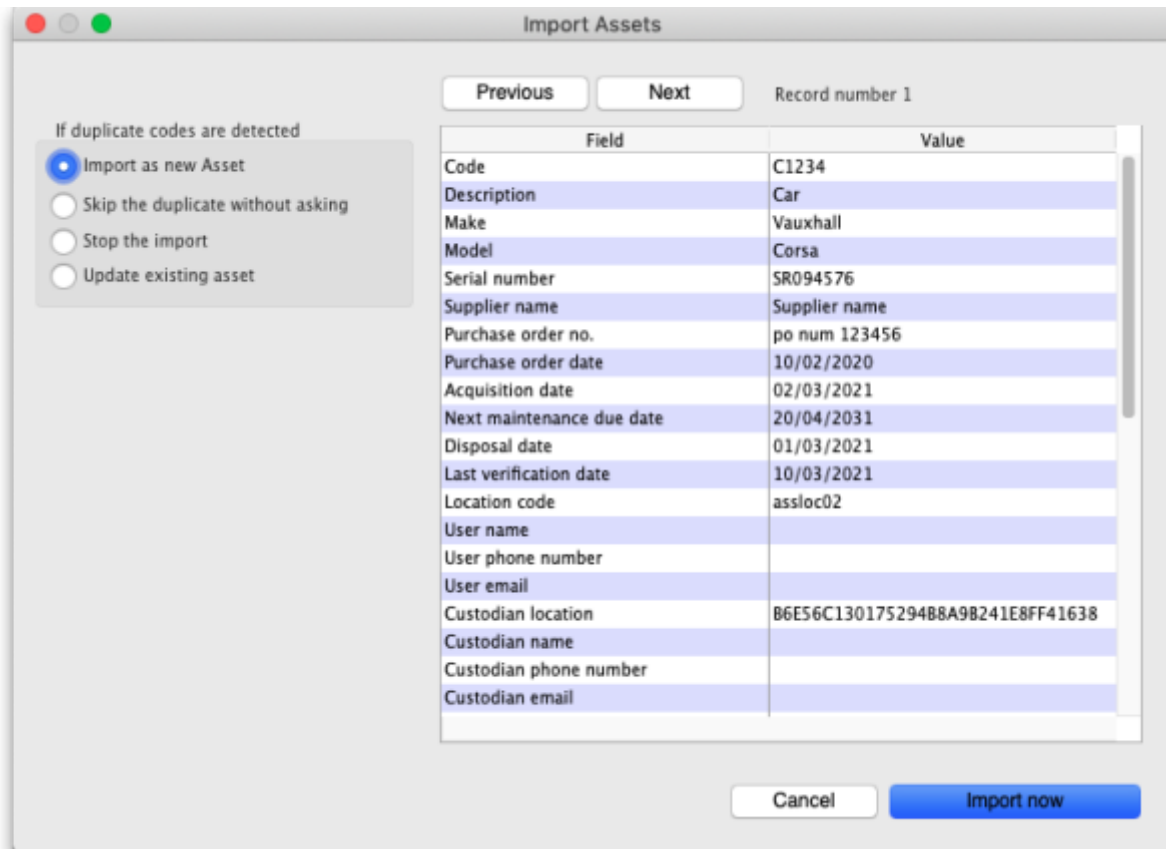 Import Assets
Previous Next Record number 1
If duplicate codes are detected
Import as new Asset
Skip the duplicate without asking
Stop the import
Update existing asset
Field Value
Code C1234
Description Car
Make Vauxhall
Model Corsa
Serial number SR094576
Supplier name Supplier name
Purchase order no. po num 123456
Purchase order date 10/02/2020
Acquisition date 02/03/2021
Next maintenance due date 20/04/2031
Disposal date 01/03/2021
Last verification date 10/03/2021
Location code assloc02
User name
User phone number
User email
Custodian location B6E56C130175294B8A9B241E8FF41638
Custodian name
Custodian phone number
Custodian email
Cancel Import now